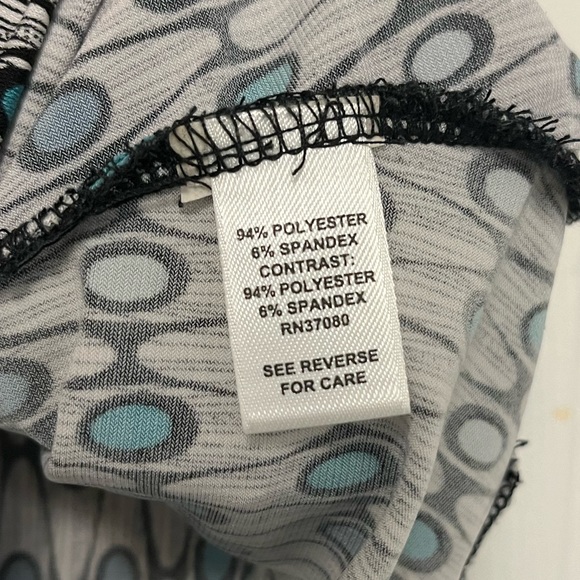 94% POLYESTER
6% SPANDEX
CONTRAST:
94% POLYESTER
6% SPANDEX
RN37080
SEE REVERSE
FOR CARE